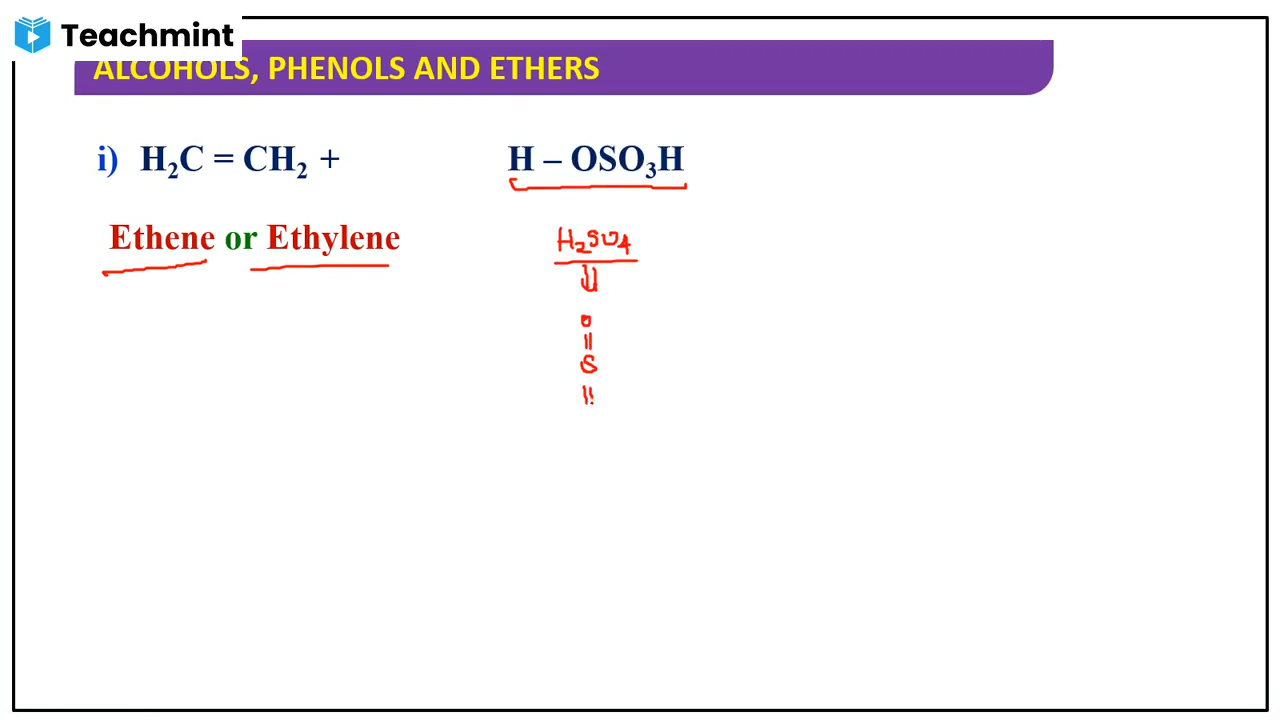 Teachmint
ALCOHOLS, PHENOLS AND ETHERS
i) H₂C = CH₂ + H – OSO₃H
Ethene or Ethylene
H₂SO₄
⇓
O
||
S
||